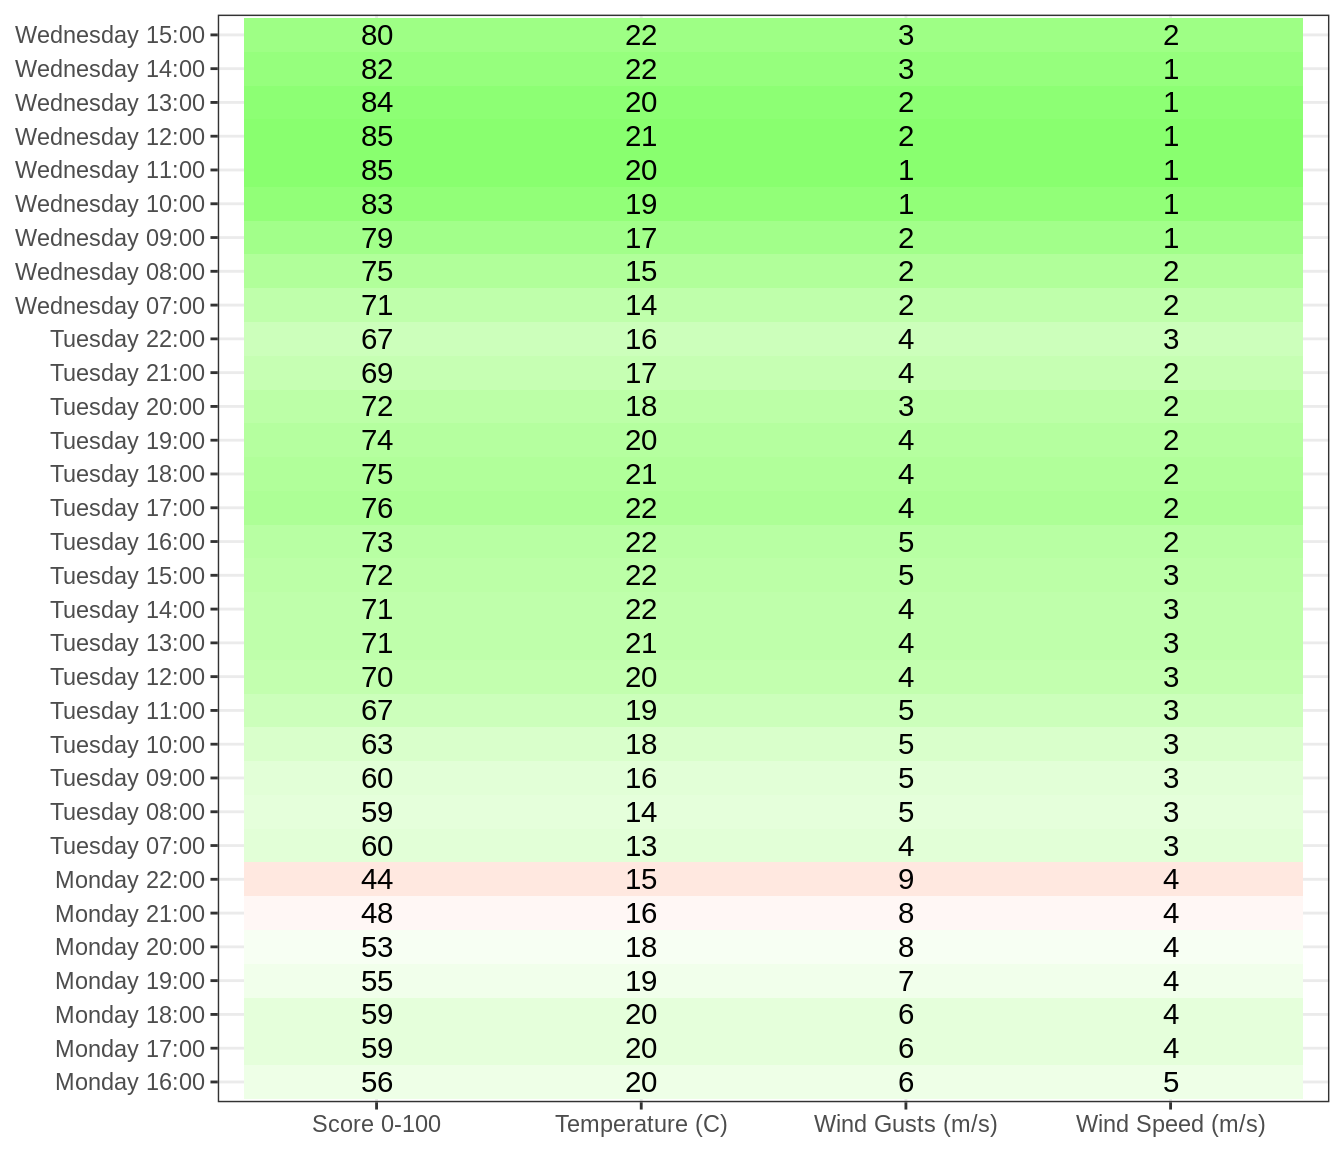 Wednesday 15:00 80 22 3 2
Wednesday 14:00 82 22 3 1
Wednesday 13:00 84 20 2 1
Wednesday 12:00 85 21 2 1
Wednesday 11:00 85 20 1 1
Wednesday 10:00 83 19 1 1
Wednesday 09:00 79 17 2 1
Wednesday 08:00 75 15 2 2
Wednesday 07:00 71 14 2 2
Tuesday 22:00 67 16 4 3
Tuesday 21:00 69 17 4 2
Tuesday 20:00 72 18 3 2
Tuesday 19:00 74 20 4 2
Tuesday 18:00 75 21 4 2
Tuesday 17:00 76 22 4 2
Tuesday 16:00 73 22 5 2
Tuesday 15:00 72 22 5 3
Tuesday 14:00 71 22 4 3
Tuesday 13:00 71 21 4 3
Tuesday 12:00 70 20 4 3
Tuesday 11:00 67 19 5 3
Tuesday 10:00 63 18 5 3
Tuesday 09:00 60 16 5 3
Tuesday 08:00 59 14 5 3
Tuesday 07:00 60 13 4 3
Monday 22:00 44 15 9 4
Monday 21:00 48 16 8 4
Monday 20:00 53 18 8 4
Monday 19:00 55 19 7 4
Monday 18:00 59 20 6 4
Monday 17:00 59 20 6 4
Monday 16:00 56 20 6 5
Score 0-100 Temperature (C) Wind Gusts (m/s) Wind Speed (m/s)